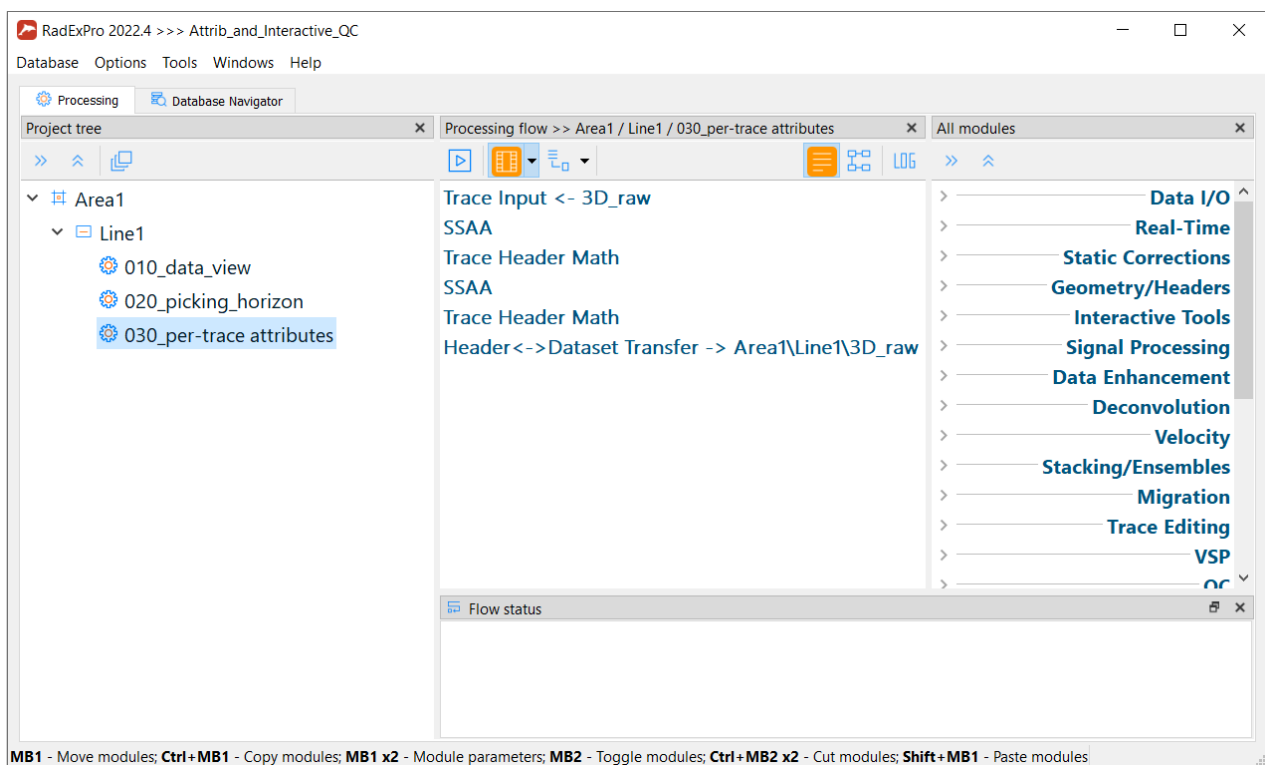 RadExPro 2022.4 >>> Attrib_and_Interactive_QC
Database Options Tools Windows Help
Processing Database Navigator
Project tree
Area1
Line1
010_data_view
020_picking_horizon
030_per-trace attributes
Processing flow >> Area1 / Line1 / 030_per-trace attributes
LOG
Trace Input <- 3D_raw
SSAA
Trace Header Math
SSAA
Trace Header Math
Header<->Dataset Transfer -> Area1\Line1\3D_raw
All modules
Data I/O
Real-Time
Static Corrections
Geometry/Headers
Interactive Tools
Signal Processing
Data Enhancement
Deconvolution
Velocity
Stacking/Ensembles
Migration
Trace Editing
VSP
QC
Flow status
MB1 - Move modules; Ctrl+MB1 - Copy modules; MB1 x2 - Module parameters; MB2 - Toggle modules; Ctrl+MB2 x2 - Cut modules; Shift+MB1 - Paste modules